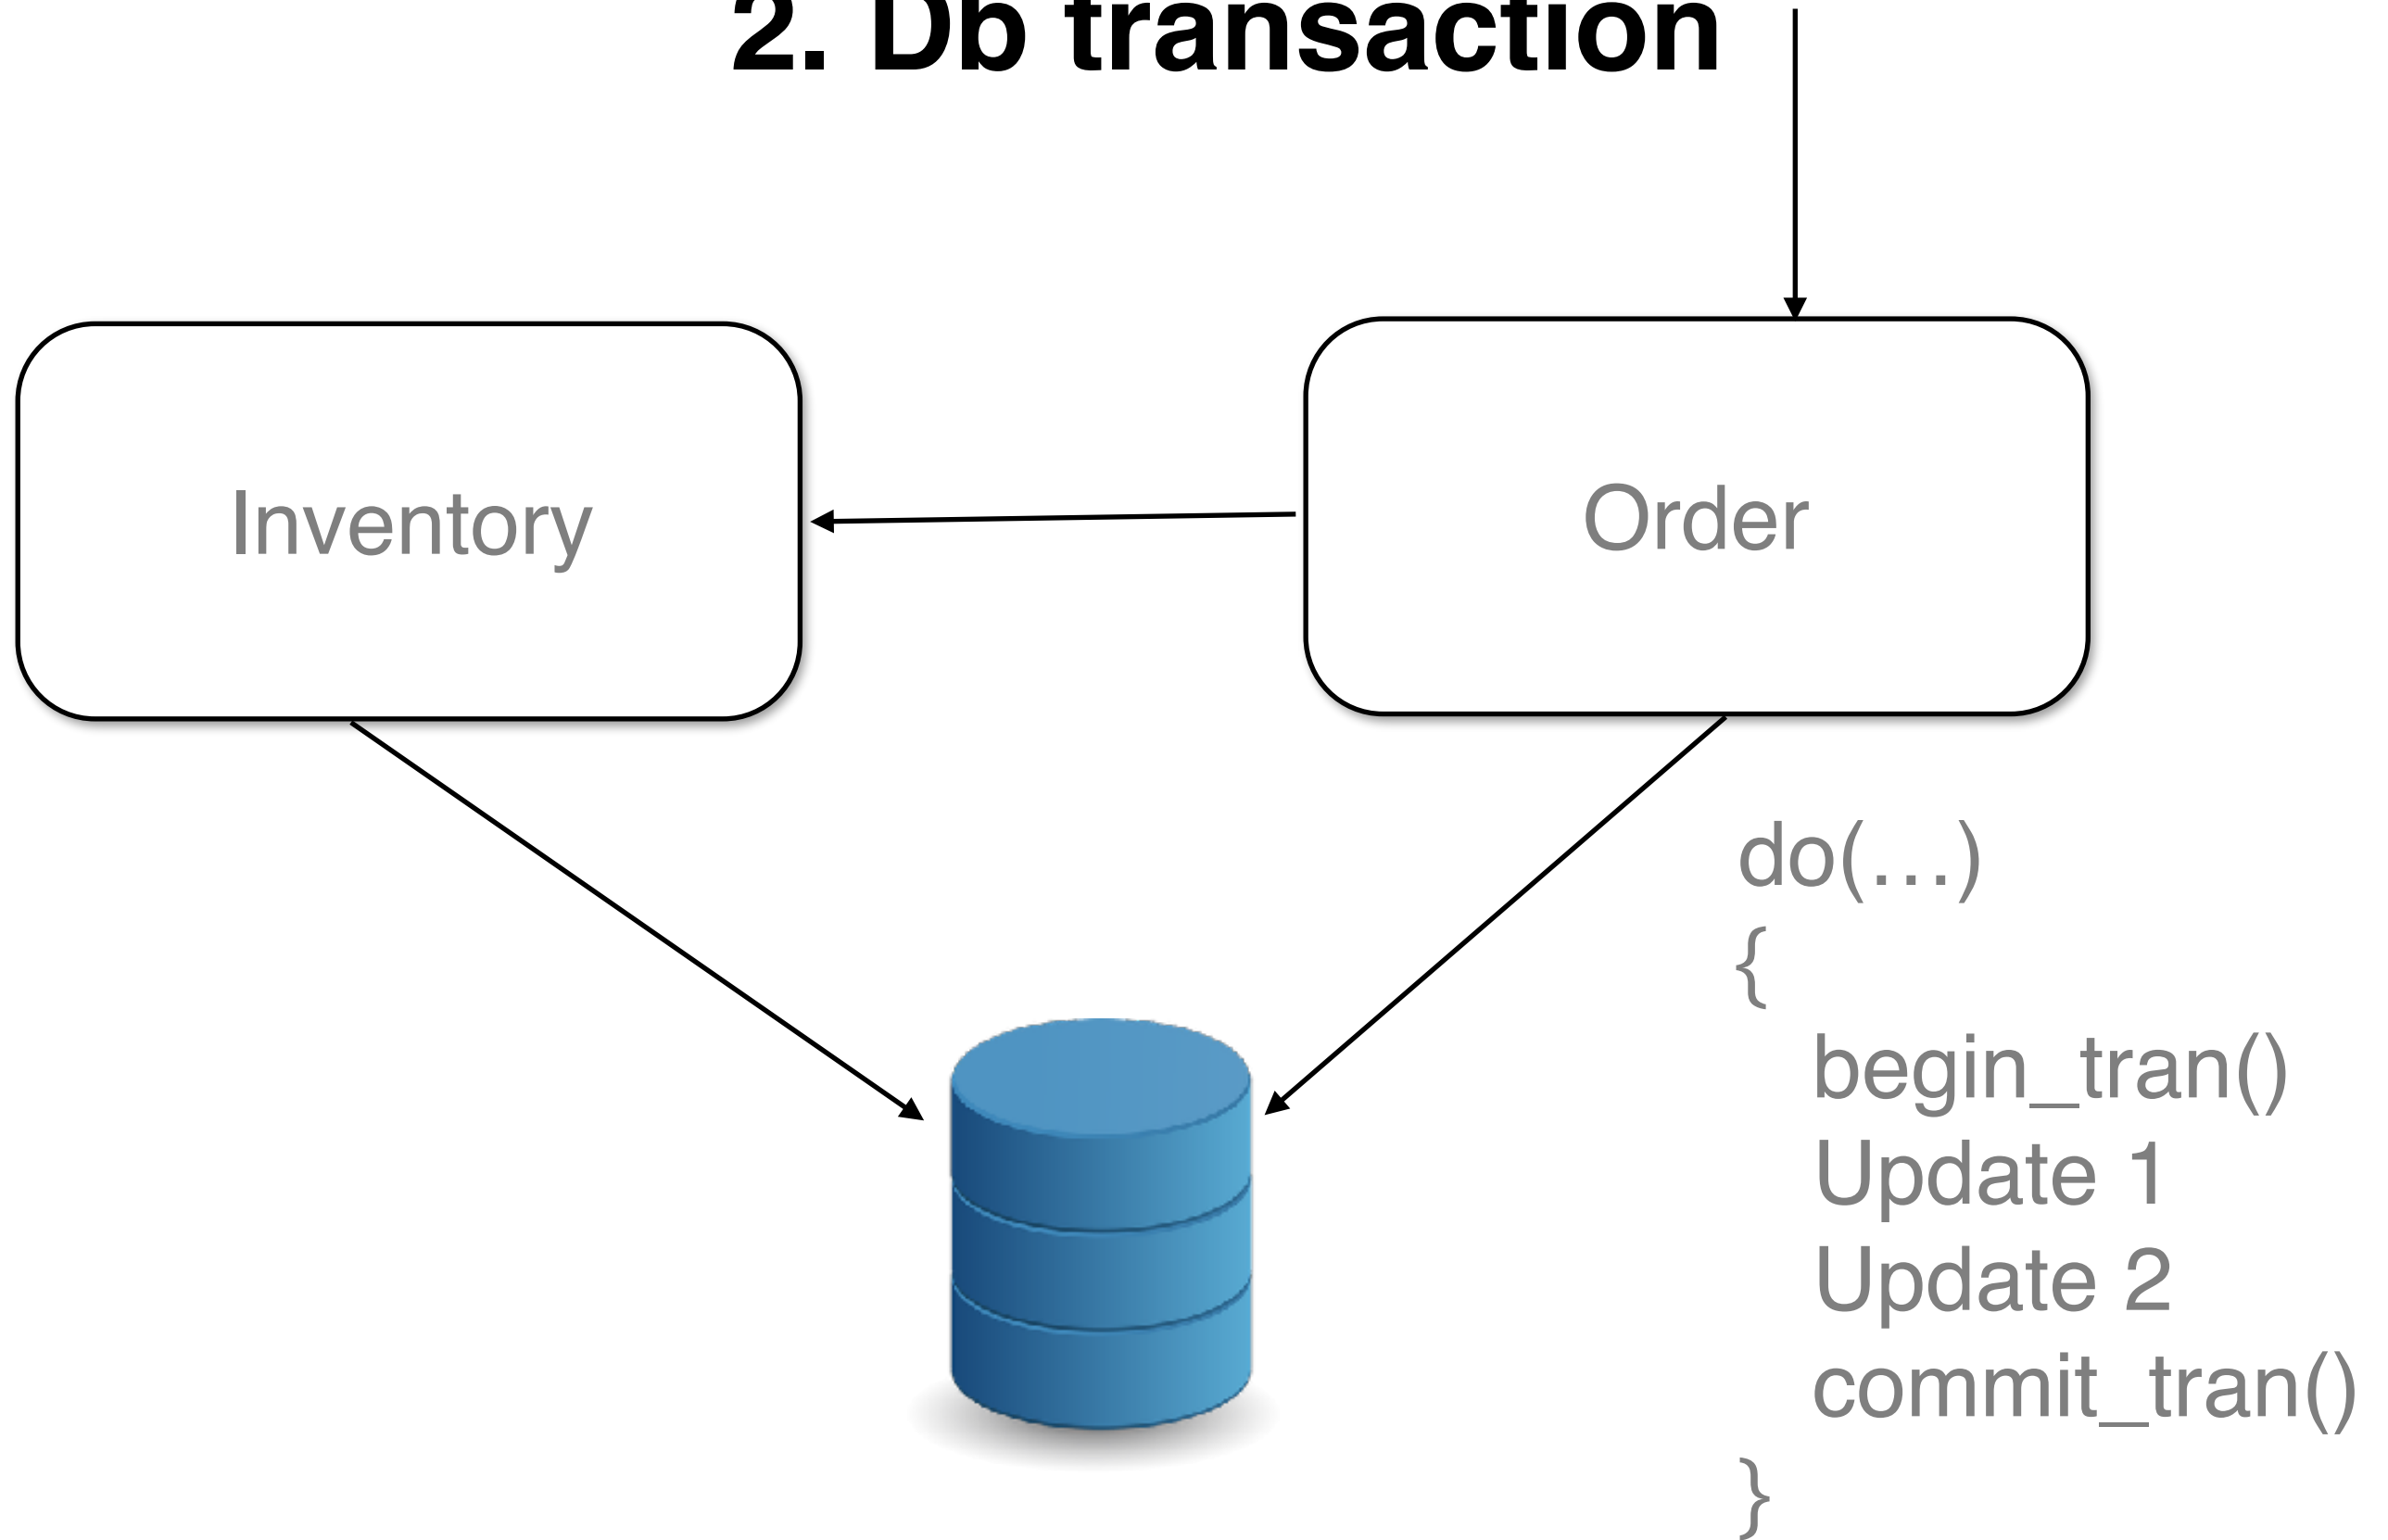 2. Db transaction
Inventory
Order
do(…)
{
begin_tran()
Update 1
Update 2
commit_tran()
}